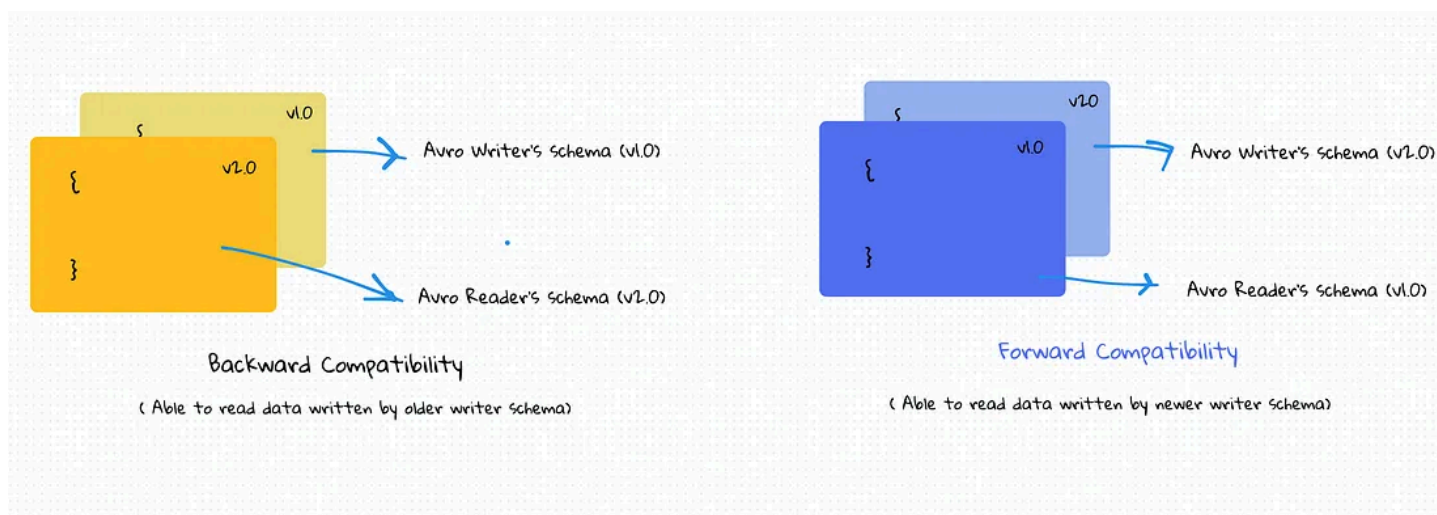 v1.0
{
v2.0
{
}
Avro Writer's schema (v1.0)
Avro Reader's schema (v2.0)
Backward Compatibility
( Able to read data written by older writer schema)
v2.0
{
v1.0
{
}
Avro Writer's schema (v2.0)
Avro Reader's schema (v1.0)
Forward Compatibility
( Able to read data written by newer writer schema)